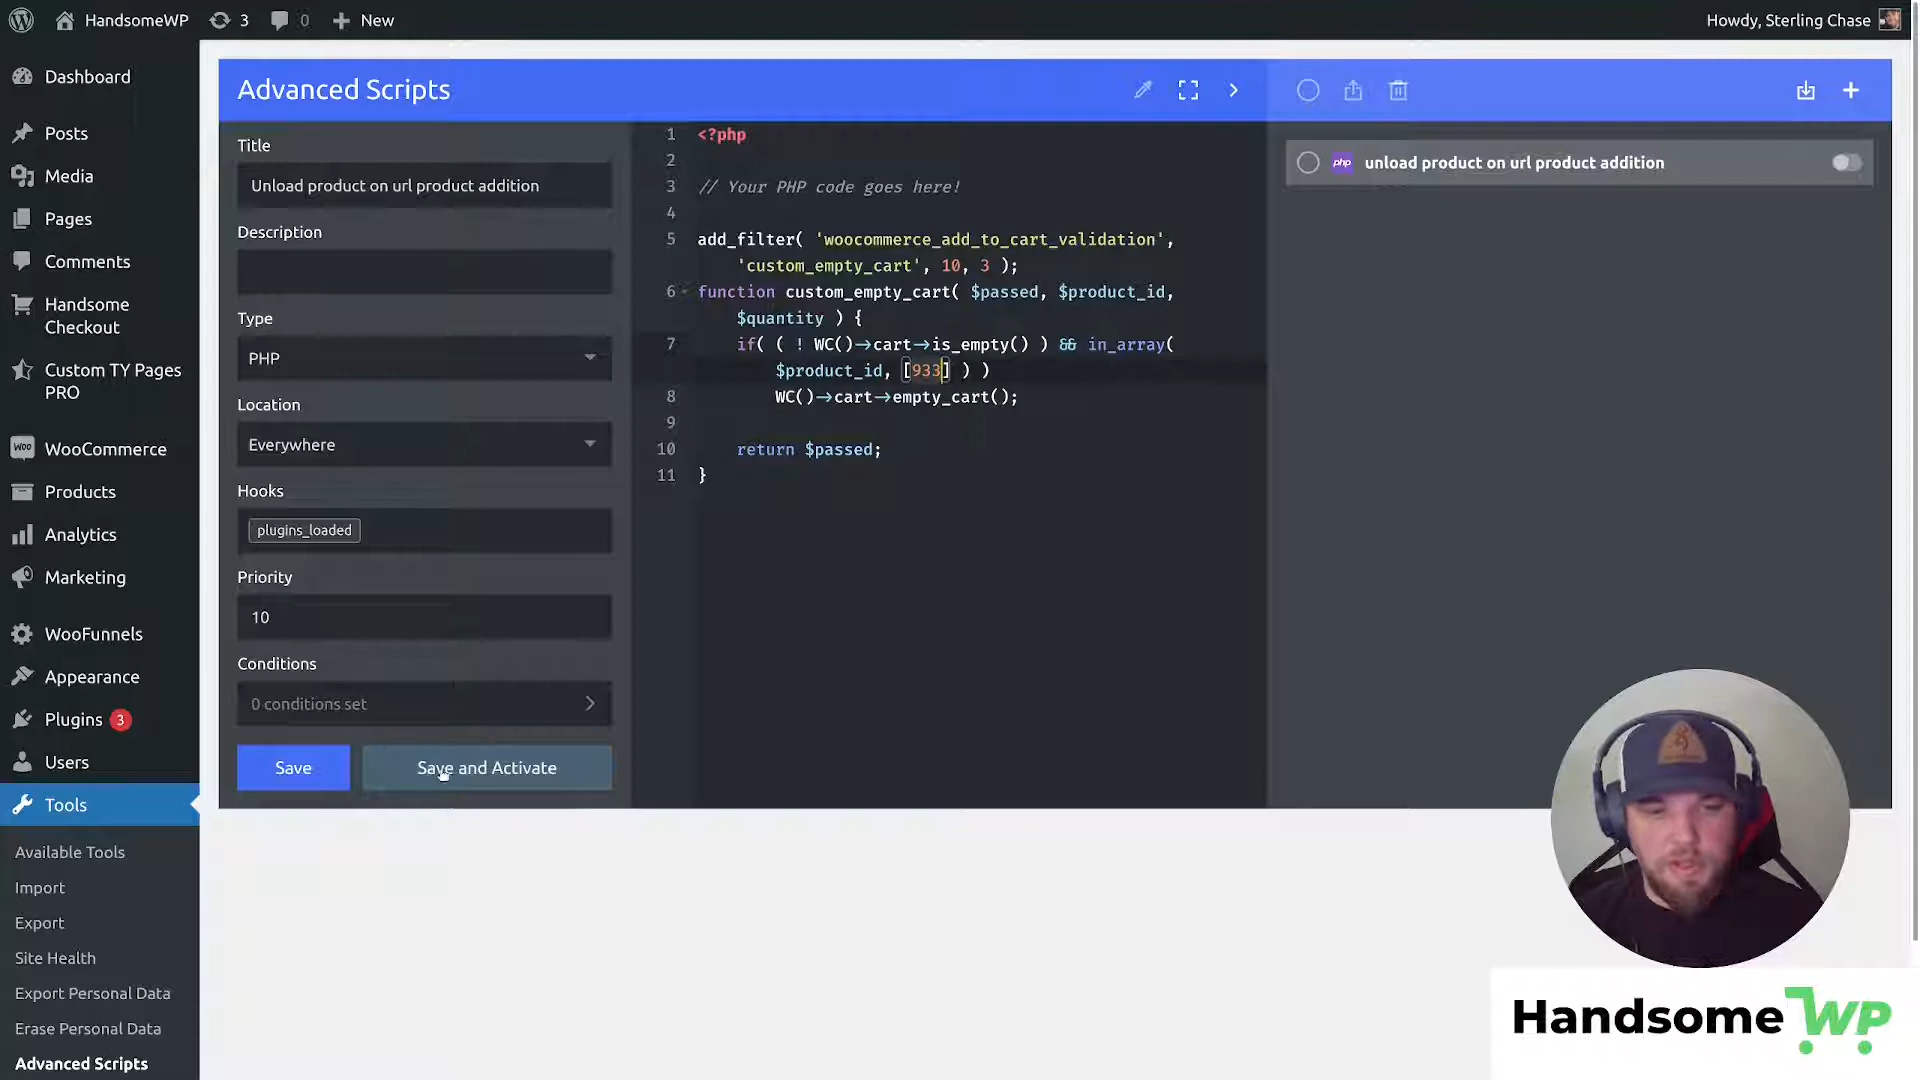 HandsomeWP 3 0 New Howdy, Sterling Chase
Dashboard
Posts
Media
Pages
Comments
Handsome
Checkout
Custom TY Pages
PRO
Woo WooCommerce
Products
Analytics
Marketing
WooFunnels
Appearance
Plugins 3
Users
Tools
Available Tools
Import
Export
Site Health
Export Personal Data
Erase Personal Data
Advanced Scripts
Advanced Scripts
Title
Unload product on url product addition
Description
Type
PHP
Location
Everywhere
Hooks
plugins_loaded
Priority
10
Conditions
0 conditions set
Save Save and Activate
1 <?php
2
3 // Your PHP code goes here!
4
5 add_filter( 'woocommerce_add_to_cart_validation',
'custom_empty_cart', 10, 3 );
6 function custom_empty_cart( $passed, $product_id,
$quantity ) {
7 if( ( ! WC()->cart->is_empty() ) && in_array(
$product_id, [933] ) )
8 WC()->cart->empty_cart();
9
10 return $passed;
11 }
php unload product on url product addition
HandsomeWP